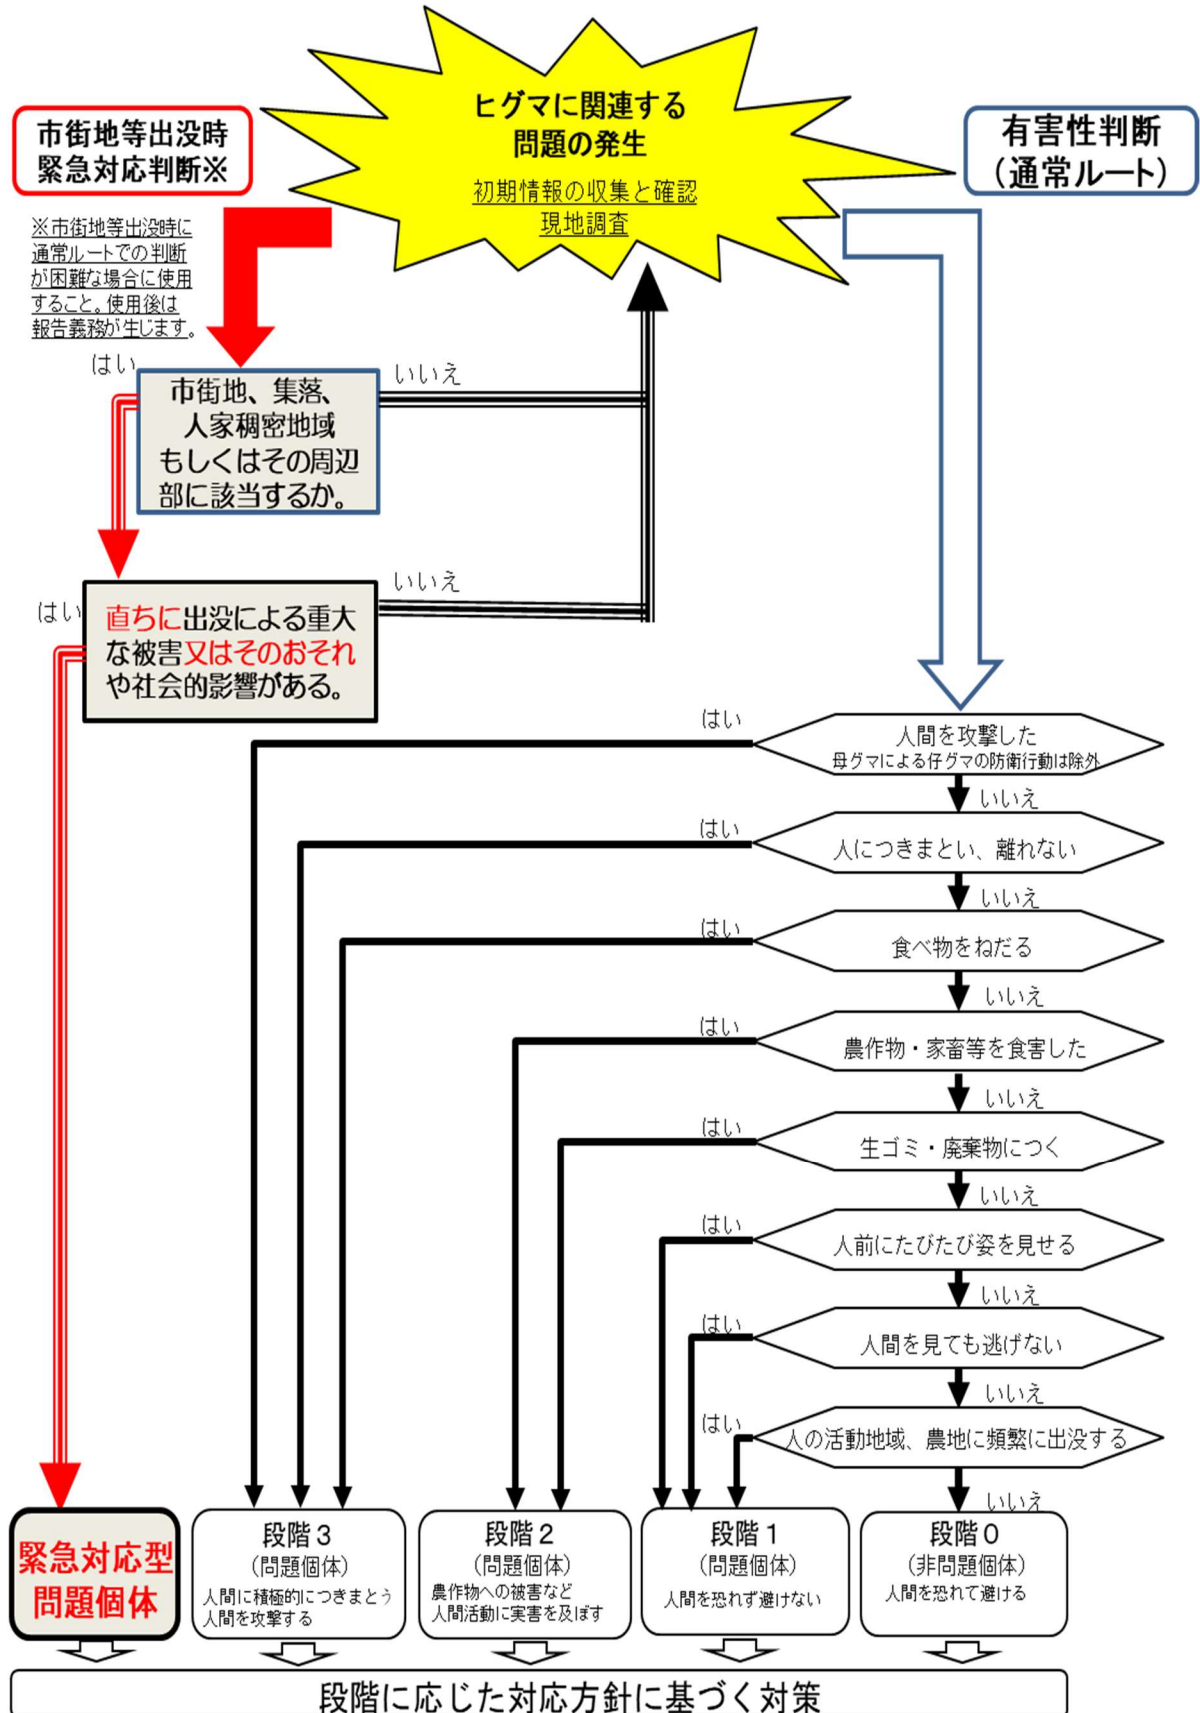 ヒグマに関連する
問題の発生
初期情報の収集と確認
現地調査
市街地等出没時
緊急対応判断※
有害性判断
(通常ルート)
※市街地等出没時に
通常ルートでの判断
が困難な場合に使用
すること。使用後は
報告義務が生じます。
はい
いいえ
市街地、集落、
人家稠密地域
もしくはその周辺
部に該当するか。
はい
いいえ
直ちに出没による重大
な被害又はそのおそれ
や社会的影響がある。
はい
人間を攻撃した
母グマによる仔グマの防衛行動は除外
いいえ
はい
人につきまとい、離れない
いいえ
はい
食べ物をねだる
いいえ
はい
農作物・家畜等を食害した
いいえ
はい
生ゴミ・廃棄物につく
いいえ
はい
人前にたびたび姿を見せる
いいえ
はい
人間を見ても逃げない
いいえ
はい
人の活動地域、農地に頻繁に出没する
いいえ
緊急対応型
問題個体
段階3
(問題個体)
人間に積極的につきまとう
人間を攻撃する
段階2
(問題個体)
農作物への被害など
人間活動に実害を及ぼす
段階1
(問題個体)
人間を恐れず避けない
段階0
(非問題個体)
人間を恐れて避ける
段階に応じた対応方針に基づく対策